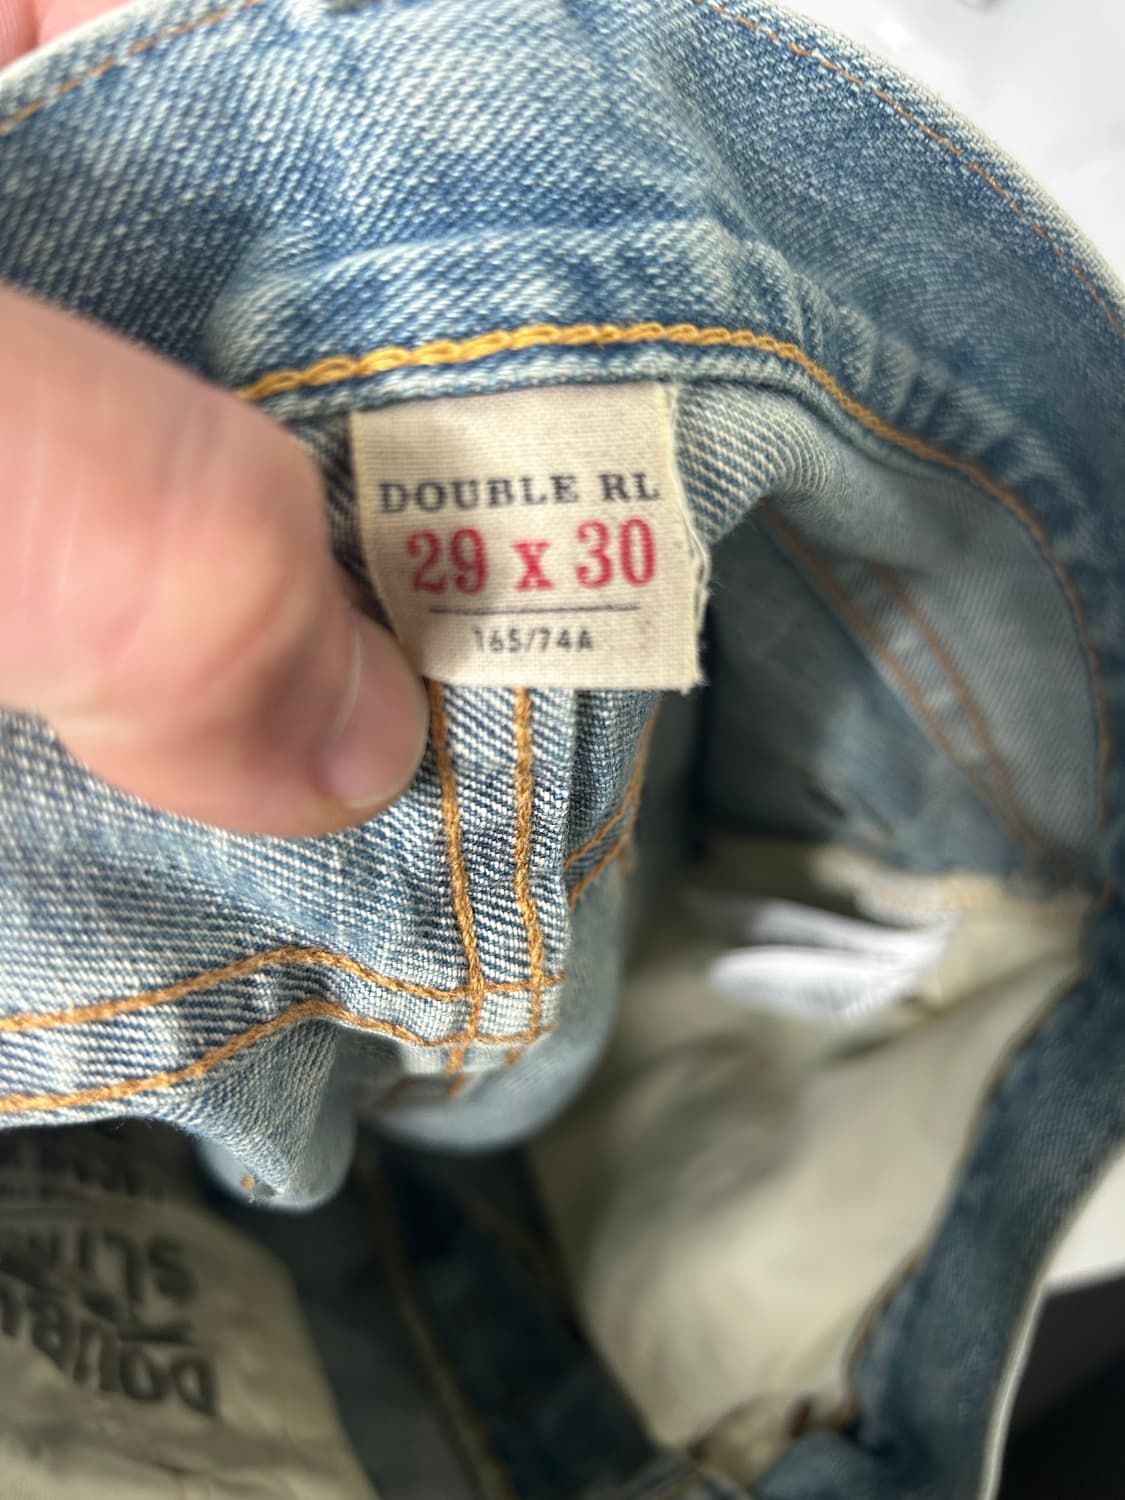 DOUBLE RL
29 x 30
165/74A